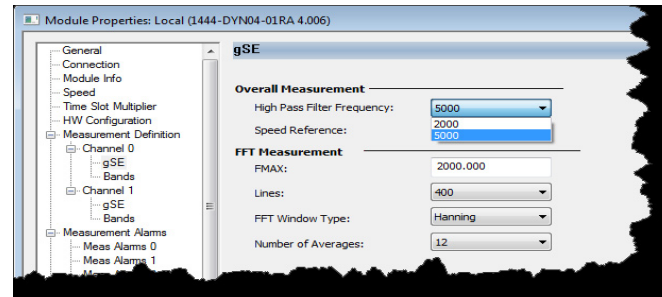 Module Properties: Local (1444-DYN04-01RA 4.006)
General
Connection
Module Info
Speed
Time Slot Multiplier
HW Configuration
Measurement Definition
Channel 0
gSE
Bands
Channel 1
gSE
Bands
Measurement Alarms
Meas Alarms 0
Meas Alarms 1
gSE
Overall Measurement
High Pass Filter Frequency: 5000
2000
5000
Speed Reference:
FFT Measurement
FMAX: 2000.000
Lines: 400
FFT Window Type: Hanning
Number of Averages: 12